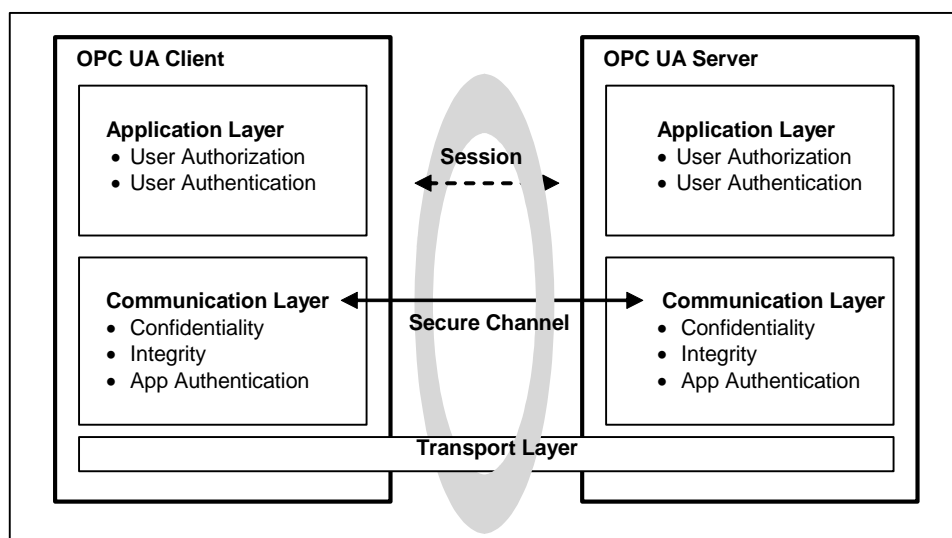 OPC UA Client
Application Layer
• User Authorization
• User Authentication
Communication Layer
• Confidentiality
• Integrity
• App Authentication
Session
Secure Channel
OPC UA Server
Application Layer
• User Authorization
• User Authentication
Communication Layer
• Confidentiality
• Integrity
• App Authentication
Transport Layer